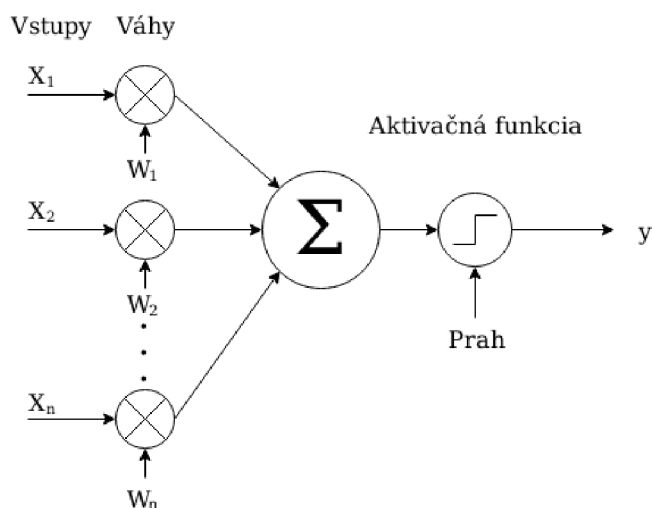 Vstupy Váhy
X1
W1
Aktivačná funkcia
X2
Σ
y
W2
Prah
Xn
Wn